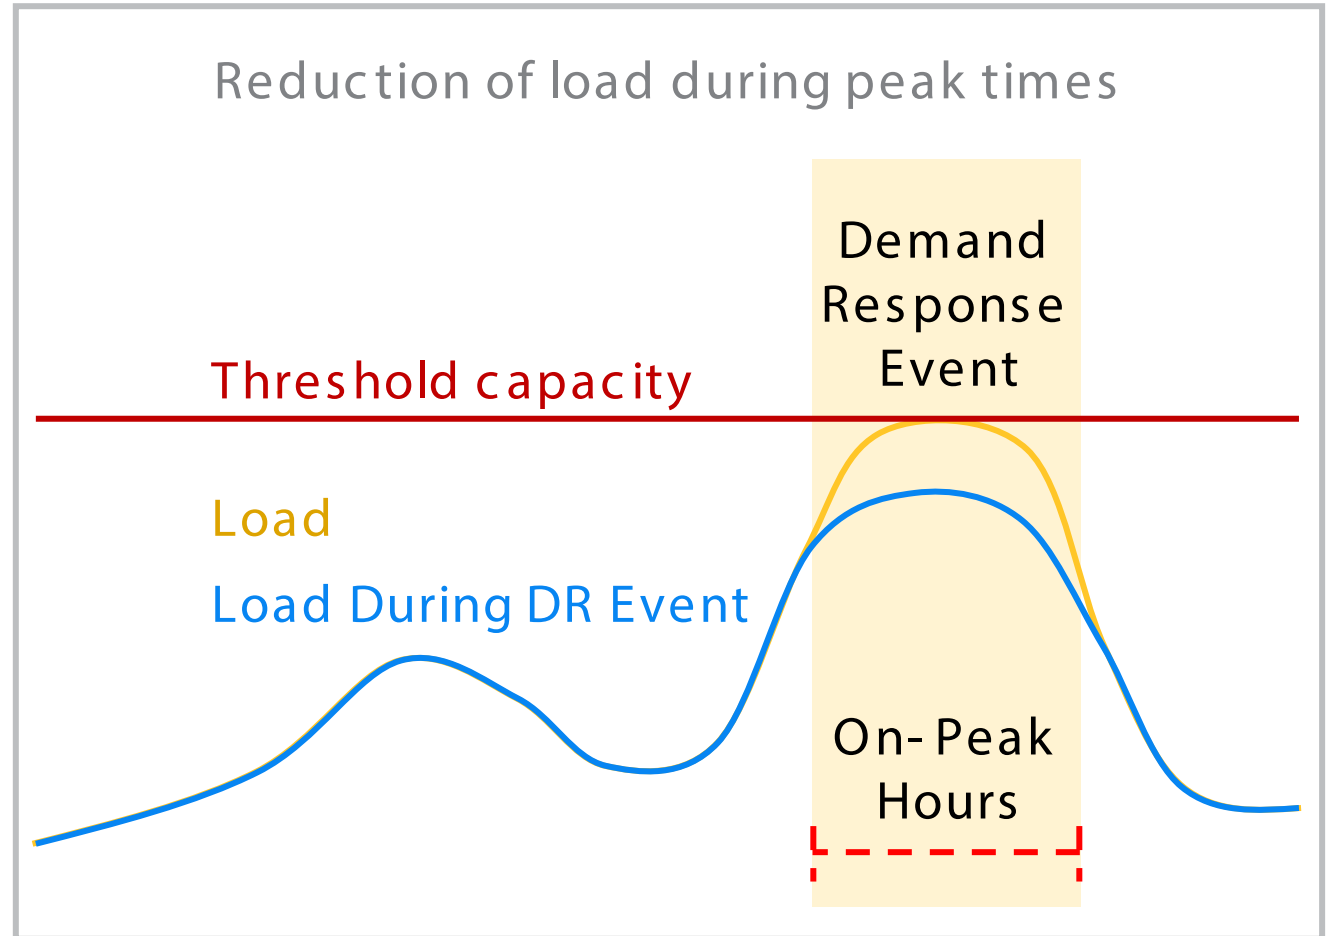 Reduction of load during peak times
Demand
Response
Event
Threshold capacity
Load
Load During DR Event
On-Peak
Hours